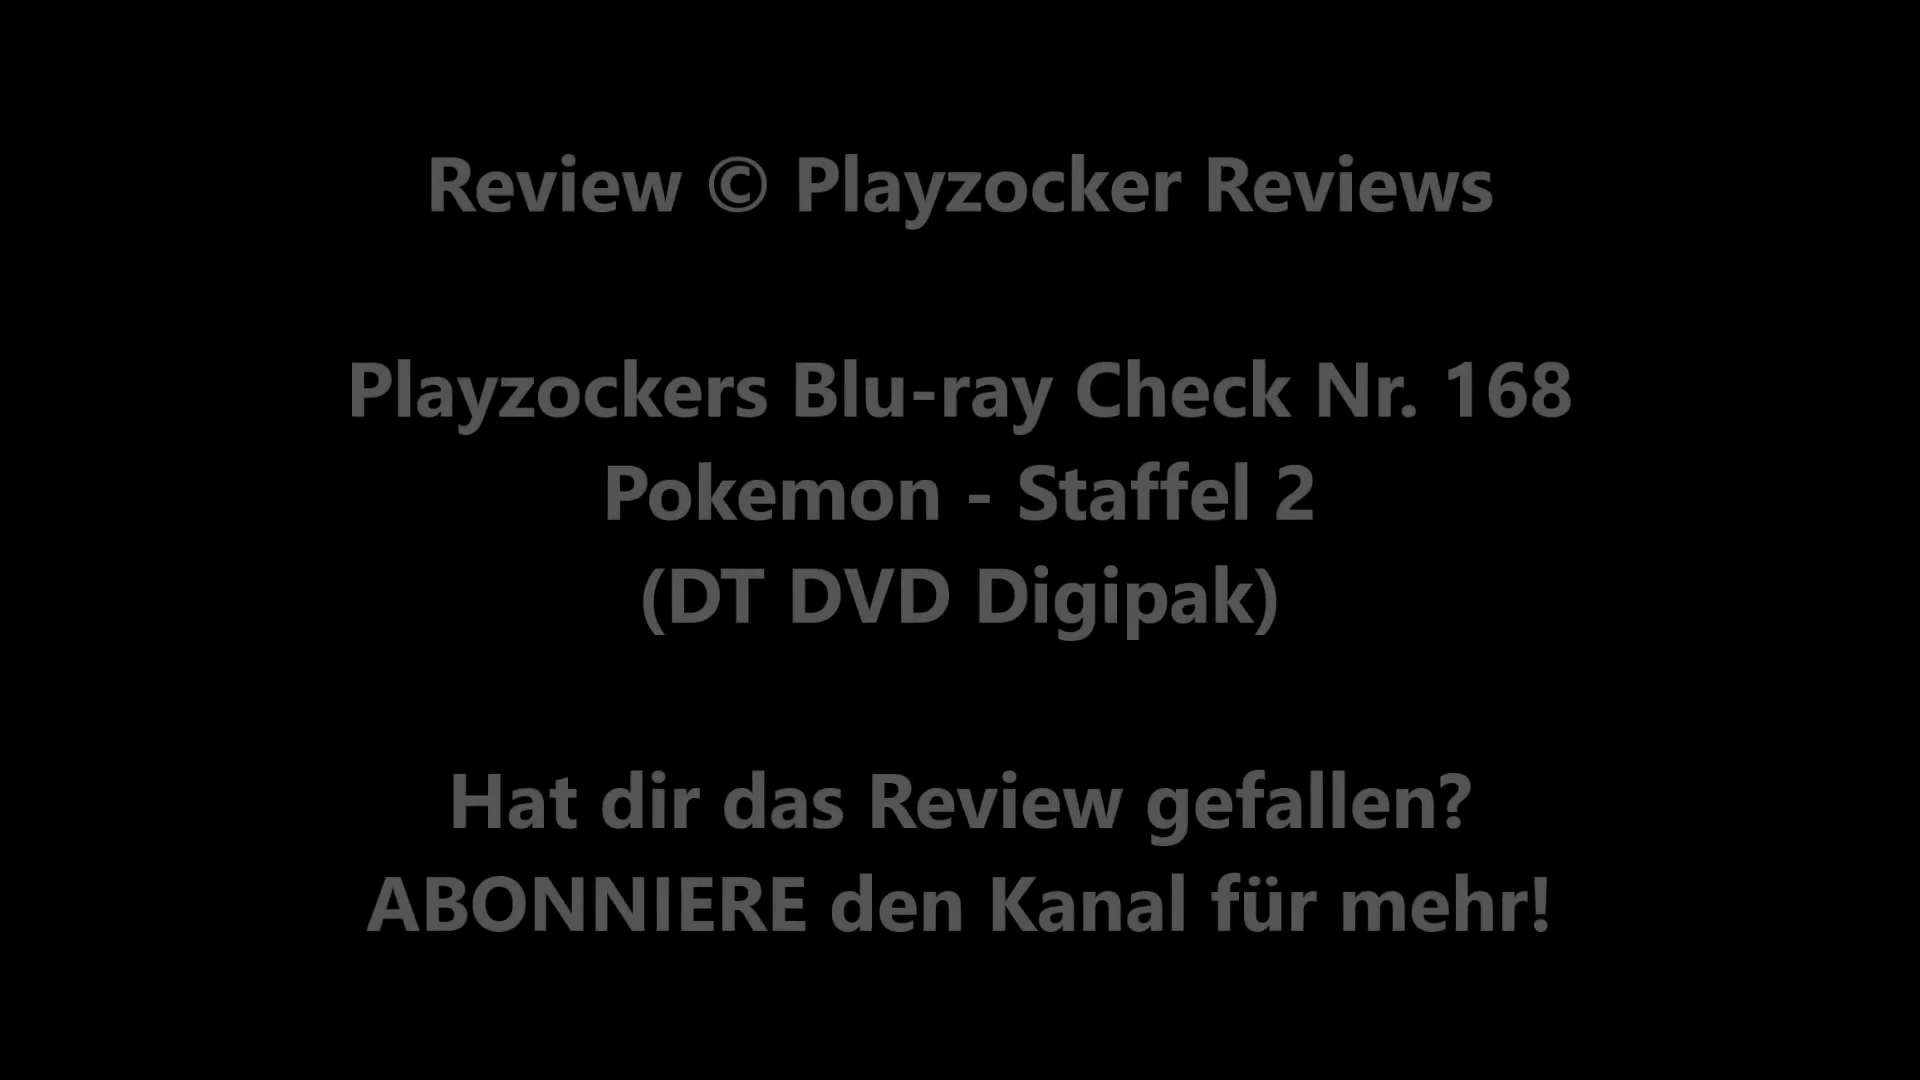 Review © Playzocker Reviews
Playzockers Blu-ray Check Nr. 168
Pokemon - Staffel 2
(DT DVD Digipak)
Hat dir das Review gefallen?
ABONNIERE den Kanal für mehr!